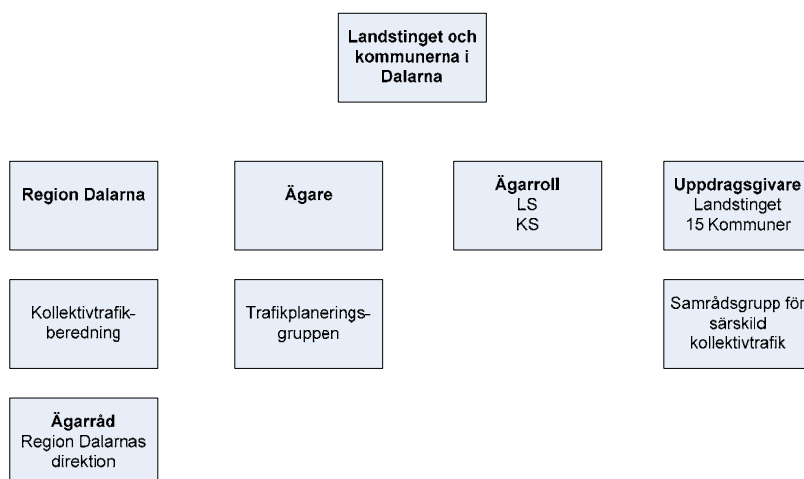 Landstinget och
kommunerna i
Dalarna
Region Dalarna
Ägare
Ägarroll
LS
KS
Uppdragsgivare
Landstinget
15 Kommuner
Kollektivtrafik-
beredning
Trafikplanerings-
gruppen
Samrådsgrupp för
särskild
kollektivtrafik
Ägarråd
Region Dalarnas
direktion